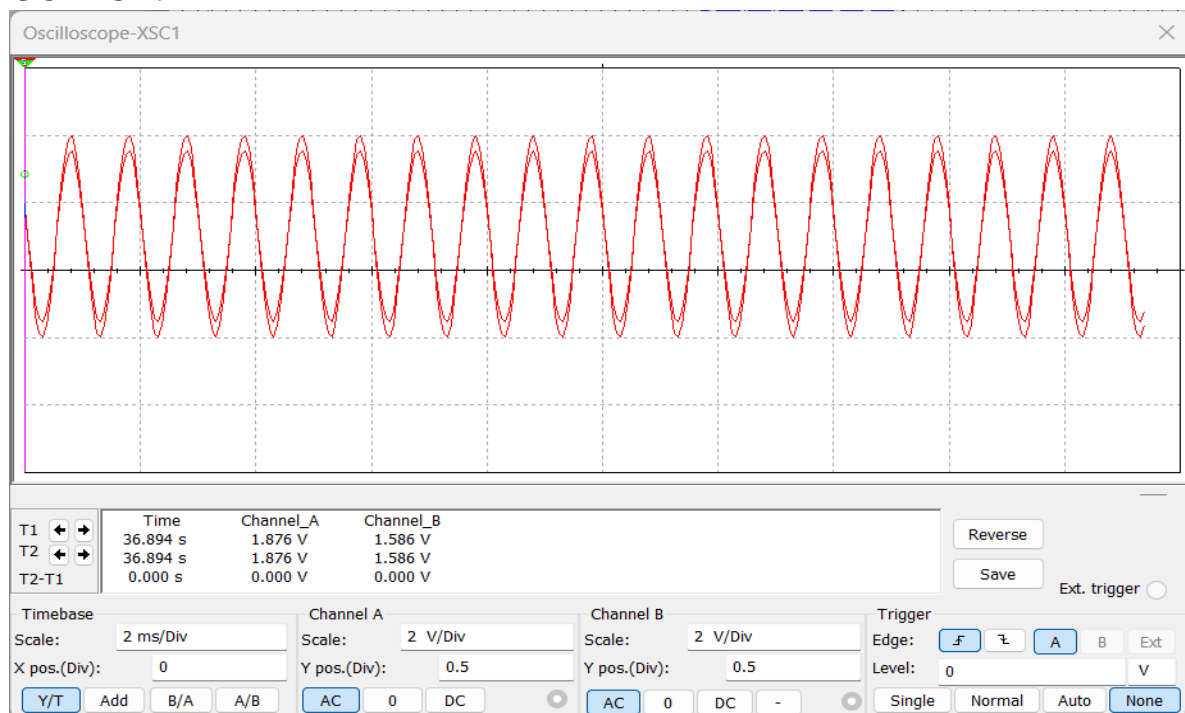 Oscilloscope-XSC1
T1
T2
T2-T1
Time Channel_A Channel_B
36.894 s 1.876 V 1.586 V
36.894 s 1.876 V 1.586 V
0.000 s 0.000 V 0.000 V
Reverse
Save
Ext. trigger
Timebase
Scale: 2 ms/Div
X pos.(Div): 0
Y/T Add B/A A/B
Channel A
Scale: 2 V/Div
Y pos.(Div): 0.5
AC 0 DC
Channel B
Scale: 2 V/Div
Y pos.(Div): 0.5
AC 0 DC -
Trigger
Edge: A B Ext
Level: 0 V
Single Normal Auto None